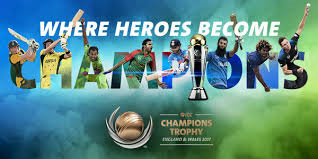 WHERE HEROES BECOME
CHAMPIONS
ICC
CHAMPIONS
TROPHY
ENGLAND & WALES 2017